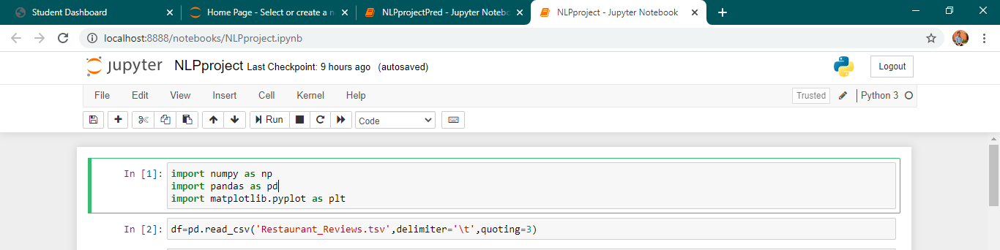 Student Dashboard
Home Page - Select or create a n
NLPprojectPred - Jupyter Notebo
NLPproject - Jupyter Notebook
localhost:8888/notebooks/NLPproject.ipynb
jupyter NLPproject Last Checkpoint: 9 hours ago (autosaved)
Logout
File Edit View Insert Cell Kernel Help
Trusted
Python 3
Run
Code
In [1]: import numpy as np
import pandas as pd
import matplotlib.pyplot as plt
In [2]: df=pd.read_csv('Restaurant_Reviews.tsv',delimiter='\t',quoting=3)